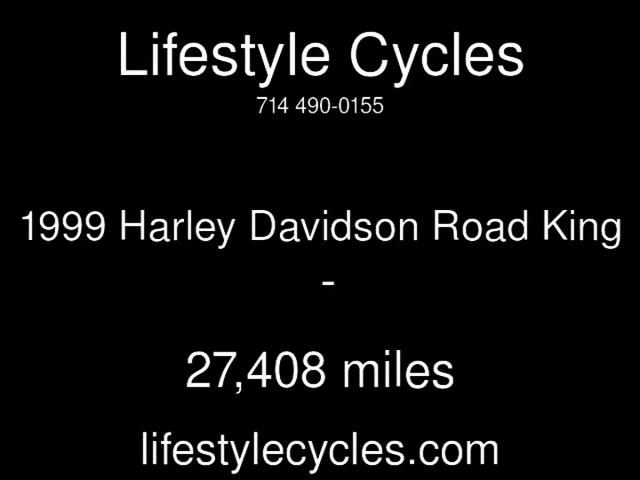 Lifestyle Cycles
714 490-0155
1999 Harley Davidson Road King
-
27,408 miles
lifestylecycles.com